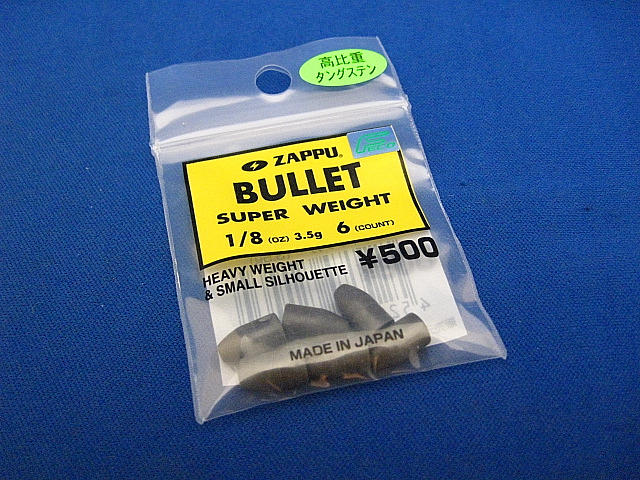 高比重
タングステン
ZAPPU®
BULLET
SUPER WEIGHT
1/8 (OZ) 3.5g 6 (COUNT)
¥500
HEAVY WEIGHT
& SMALL SILHOUETTE
MADE IN JAPAN